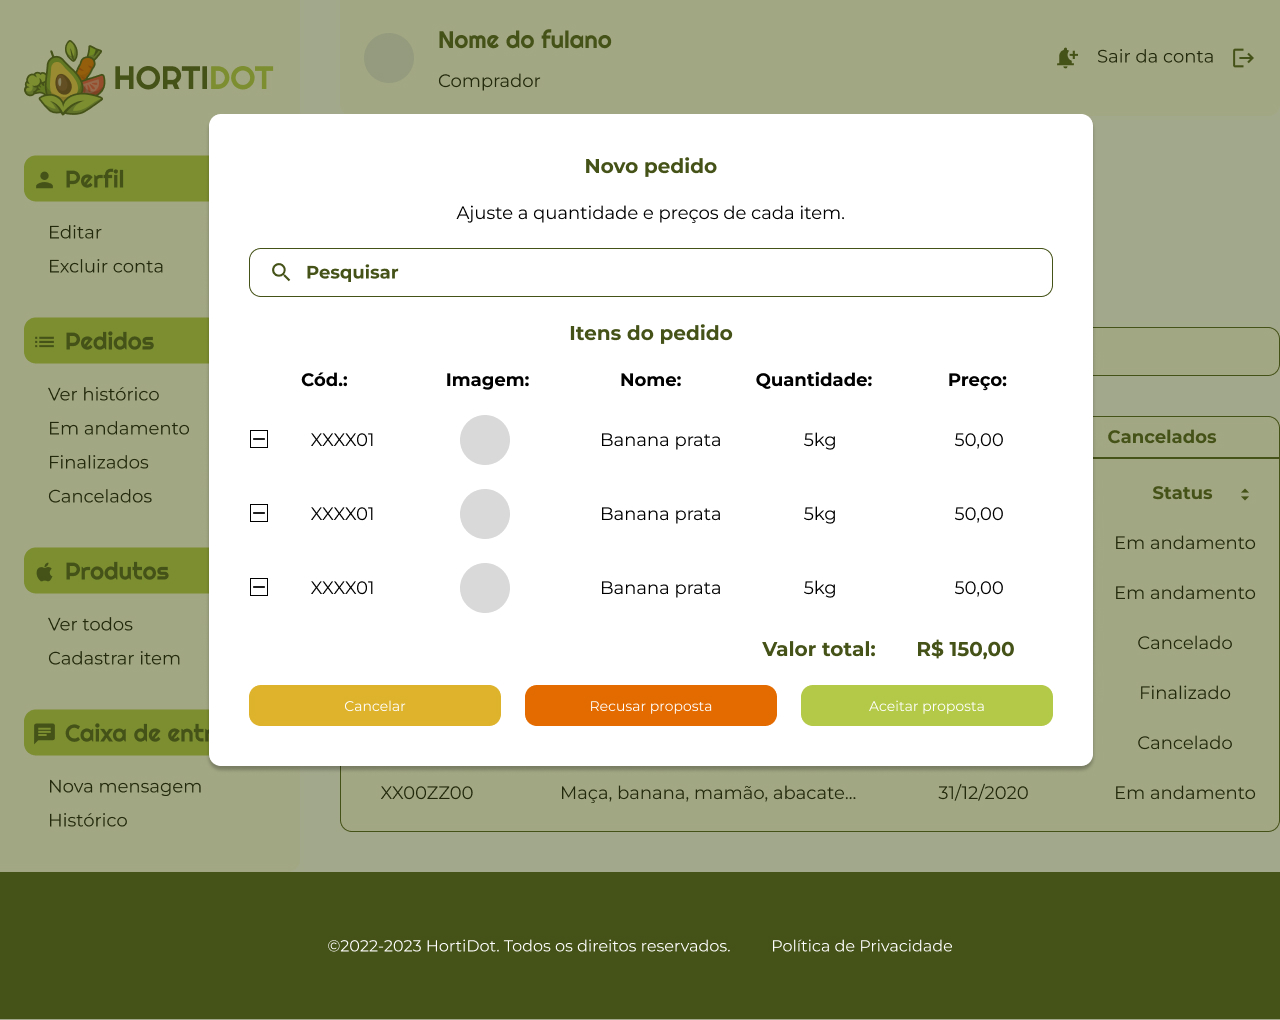 Nome do fulano
Comprador
Sair da conta
HORTIDOT
Perfil
Editar
Excluir conta
Pedidos
Ver histórico
Em andamento
Finalizados
Cancelados
Produtos
Ver todos
Cadastrar item
Caixa de entr
Nova mensagem
Histórico
Novo pedido
Ajuste a quantidade e preços de cada item.
Pesquisar
Itens do pedido
Cód.: Imagem: Nome: Quantidade: Preço:
XXXX01 Banana prata 5kg 50,00
XXXX01 Banana prata 5kg 50,00
XXXX01 Banana prata 5kg 50,00
Valor total: R$ 150,00
Cancelar Recusar proposta Aceitar proposta
Cancelados
Status
Em andamento
Em andamento
Cancelado
Finalizado
Cancelado
XX00ZZ00 Maça, banana, mamão, abacate... 31/12/2020 Em andamento
©2022-2023 HortiDot. Todos os direitos reservados. Política de Privacidade